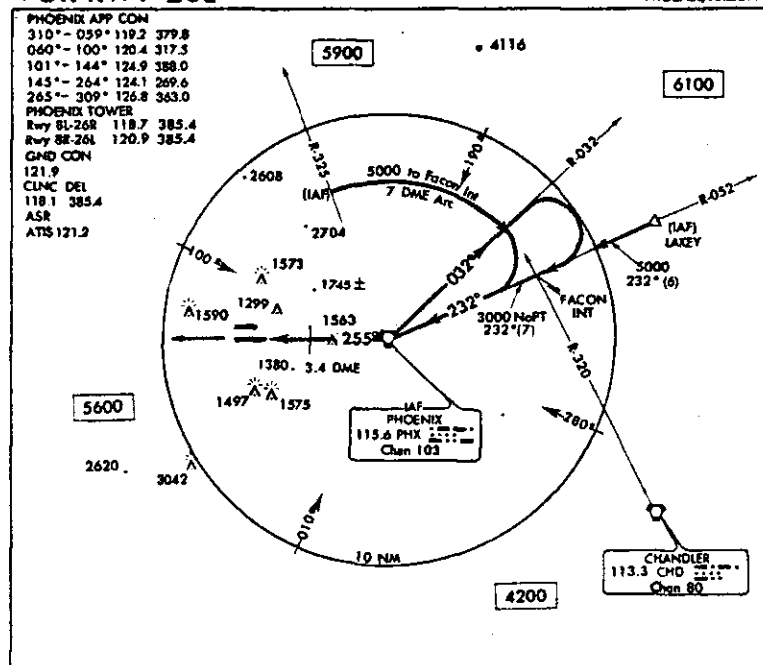 PHOENIX APP CON
310°-059° 119.2 379.8
060°-100° 120.4 317.5
101°-144° 124.9 388.0
145°-264° 124.1 269.6
265°-309° 126.8 363.0
PHOENIX TOWER
Rwy 8L-26R 118.7 385.4
Rwy 8R-26L 120.9 385.4
GND CON
121.9
CLNC DEL
118.1 385.4
ASR
ATIS 121.2
5900
4116
6100
R-325
190°
R-032
2608
(IAF)
5000 to Facon Int
7 DME Arc
R-052
2704
(IAF)
LAXEY
100°
1573
032°
5000
232° (6)
1745 ±
1590
1299
232°
FACON
INT
3000 NoPT
232° (7)
1563
255°
R-320
1380
3.4 DME
1497
1575
5600
IAF
PHOENIX
115.6 PHX
Chan 103
280°
2620
3042
010°
10 NM
CHANDLER
113.3 CHD
Chan 80
4200